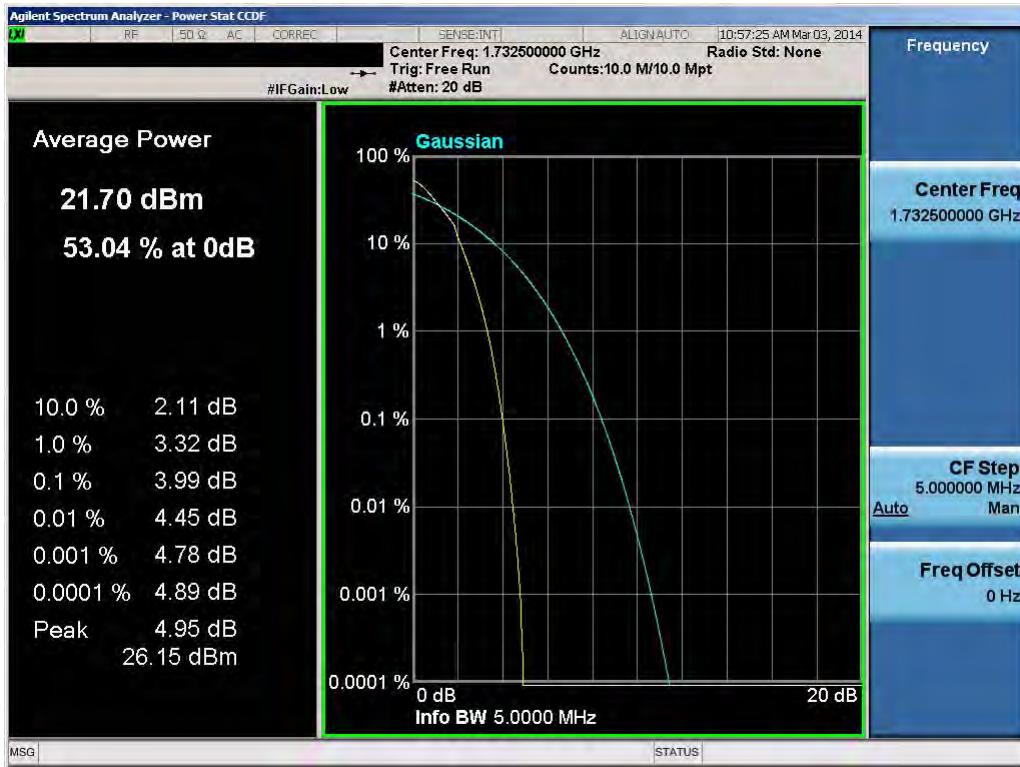 Agilent Spectrum Analyzer - Power Stat CCDF
LXI RF 50 Ω AC CORREC SENSE:INT ALIGN AUTO 10:57:25 AM Mar 03, 2014
Center Freq: 1.732500000 GHz Radio Std: None
Trig: Free Run Counts:10.0 M/10.0 Mpt
#IFGain:Low #Atten: 20 dB
Average Power
21.70 dBm
53.04 % at 0dB
10.0 % 2.11 dB
1.0 % 3.32 dB
0.1 % 3.99 dB
0.01 % 4.45 dB
0.001 % 4.78 dB
0.0001 % 4.89 dB
Peak 4.95 dB
26.15 dBm
Gaussian
100 %
10 %
1 %
0.1 %
0.01 %
0.001 %
0.0001 %
0 dB 20 dB
Info BW 5.0000 MHz
Frequency
Center Freq
1.732500000 GHz
CF Step
5.000000 MHz
Auto Man
Freq Offset
0 Hz
MSG STATUS